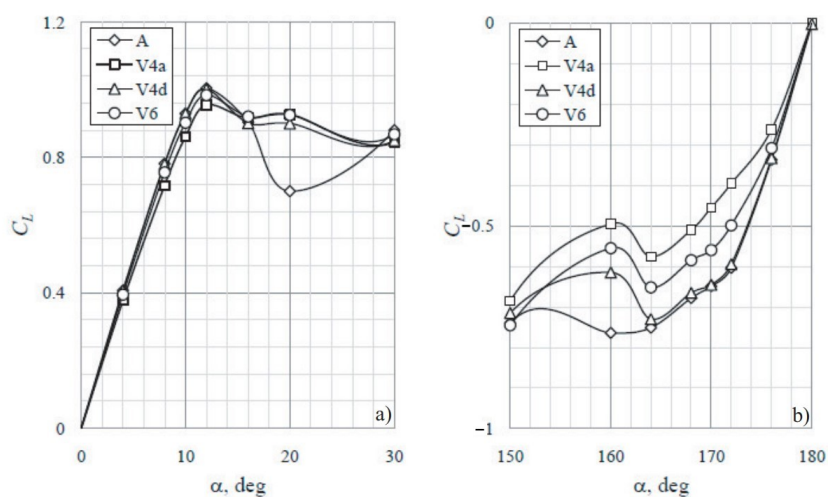 1.2
0.8
0.4
0
C_L
A
V4a
V4d
V6
a)
0
10
20
30
α, deg
0
-0.5
-1
C_L
A
V4a
V4d
V6
b)
150
160
170
180
α, deg